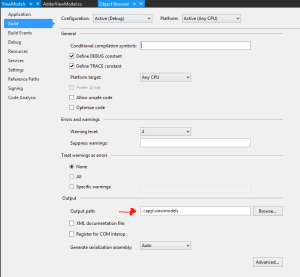 ViewModels AdderViewModel.cs Object Browser
Application
Build
Build Events
Debug
Resources
Services
Settings
Reference Paths
Signing
Code Analysis
Configuration: Active (Debug) Platform: Active (Any CPU)
General
Conditional compilation symbols:
Define DEBUG constant
Define TRACE constant
Platform target: Any CPU
Prefer 32-bit
Allow unsafe code
Optimize code
Errors and warnings
Warning level: 4
Suppress warnings:
Treat warnings as errors
None
All
Specific warnings:
Output
Output path: ..\app\viewmodels Browse...
XML documentation file:
Register for COM interop
Generate serialization assembly: Auto
Advanced...